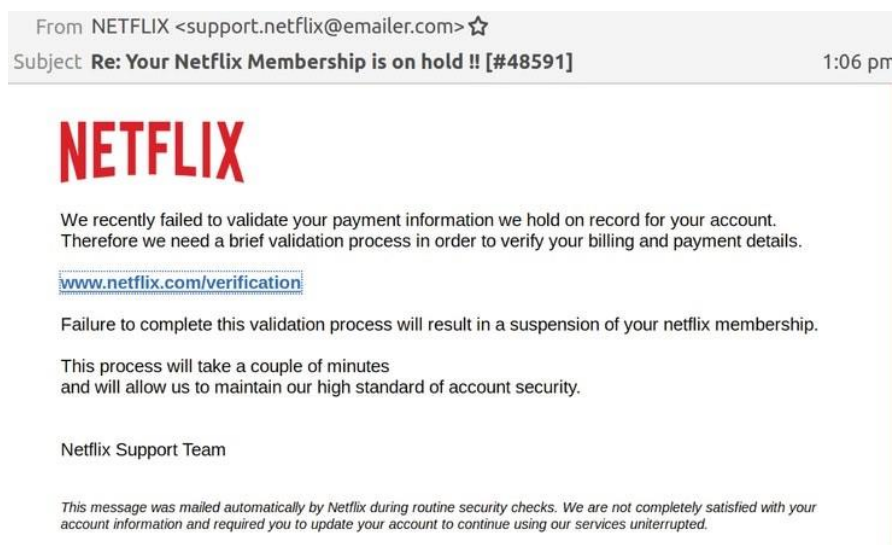 From NETFLIX <support.netflix@emailer.com>
Subject Re: Your Netflix Membership is on hold !! [#48591] 1:06 pm
NETFLIX
We recently failed to validate your payment information we hold on record for your account.
Therefore we need a brief validation process in order to verify your billing and payment details.
www.netflix.com/verification
Failure to complete this validation process will result in a suspension of your netflix membership.
This process will take a couple of minutes
and will allow us to maintain our high standard of account security.
Netflix Support Team
This message was mailed automatically by Netflix during routine security checks. We are not completely satisfied with your
account information and required you to update your account to continue using our services uniterrupted.